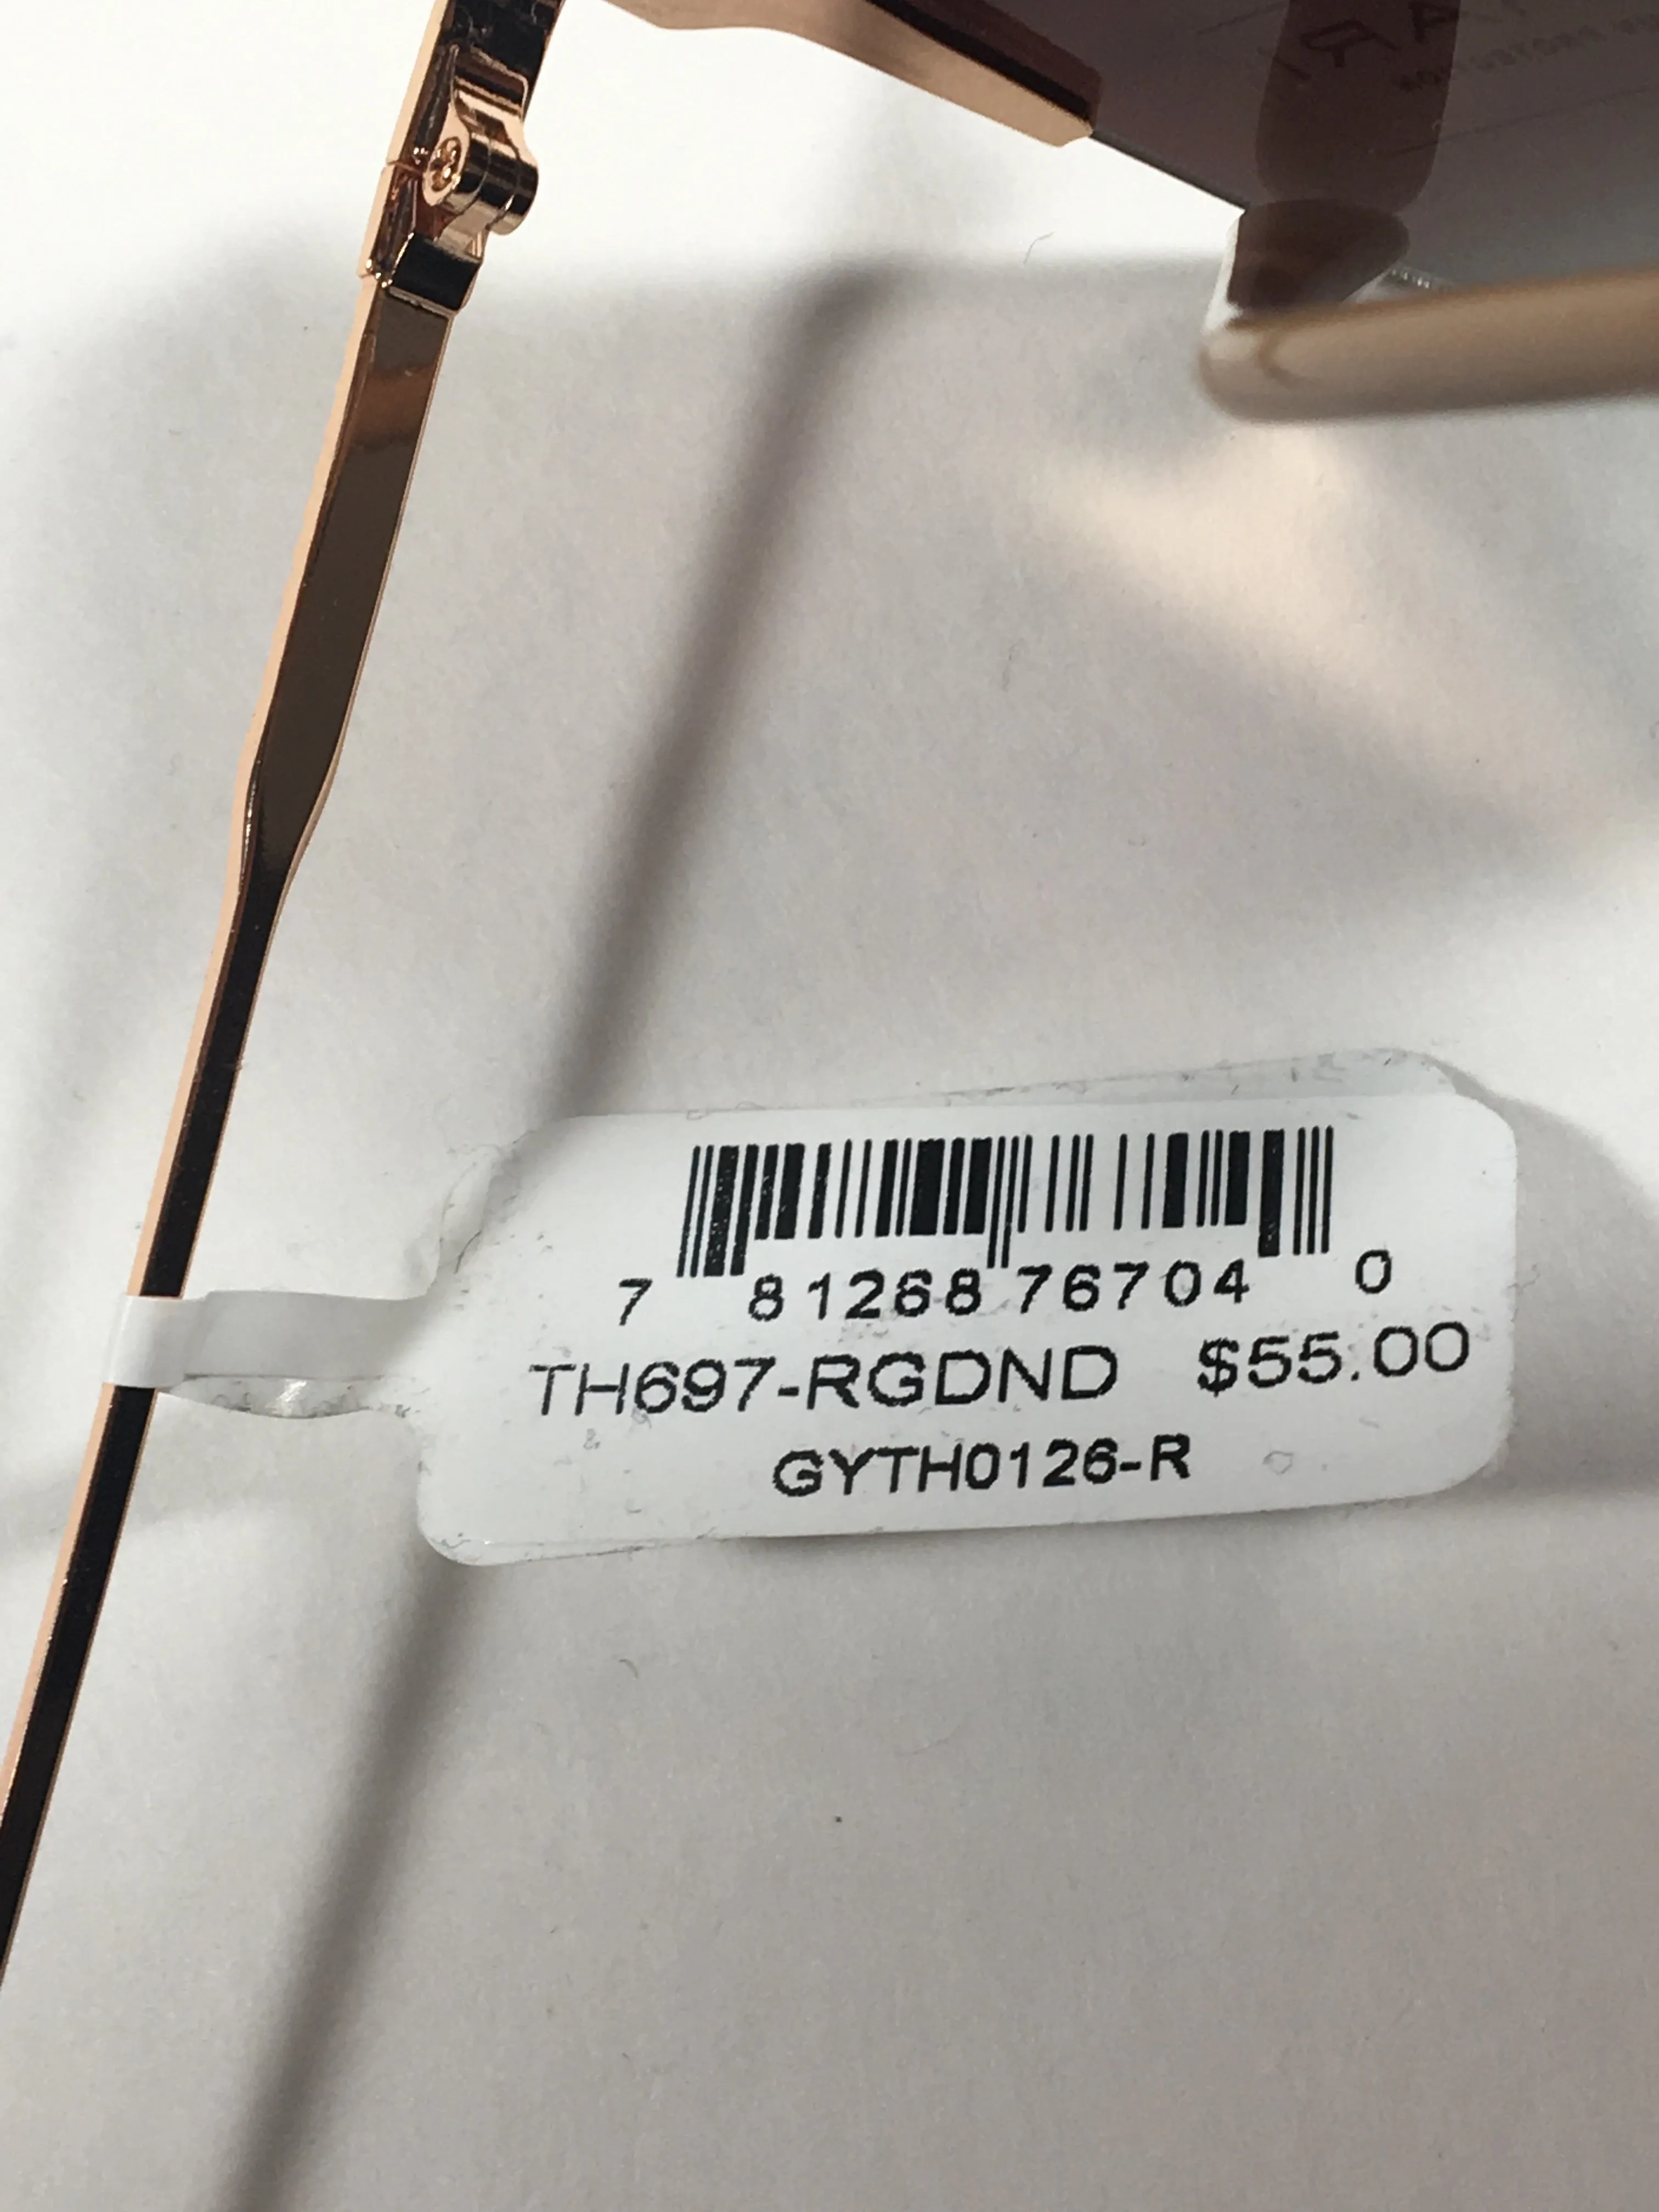 7 81268 76704 0
TH697-RGDND $55.00
GYTH0126-R